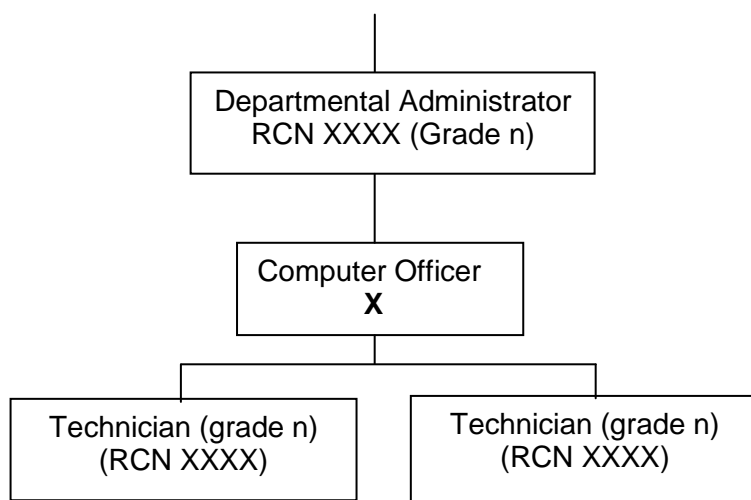 Departmental Administrator
RCN XXXX (Grade n)
Computer Officer
X
Technician (grade n)
(RCN XXXX)
Technician (grade n)
(RCN XXXX)